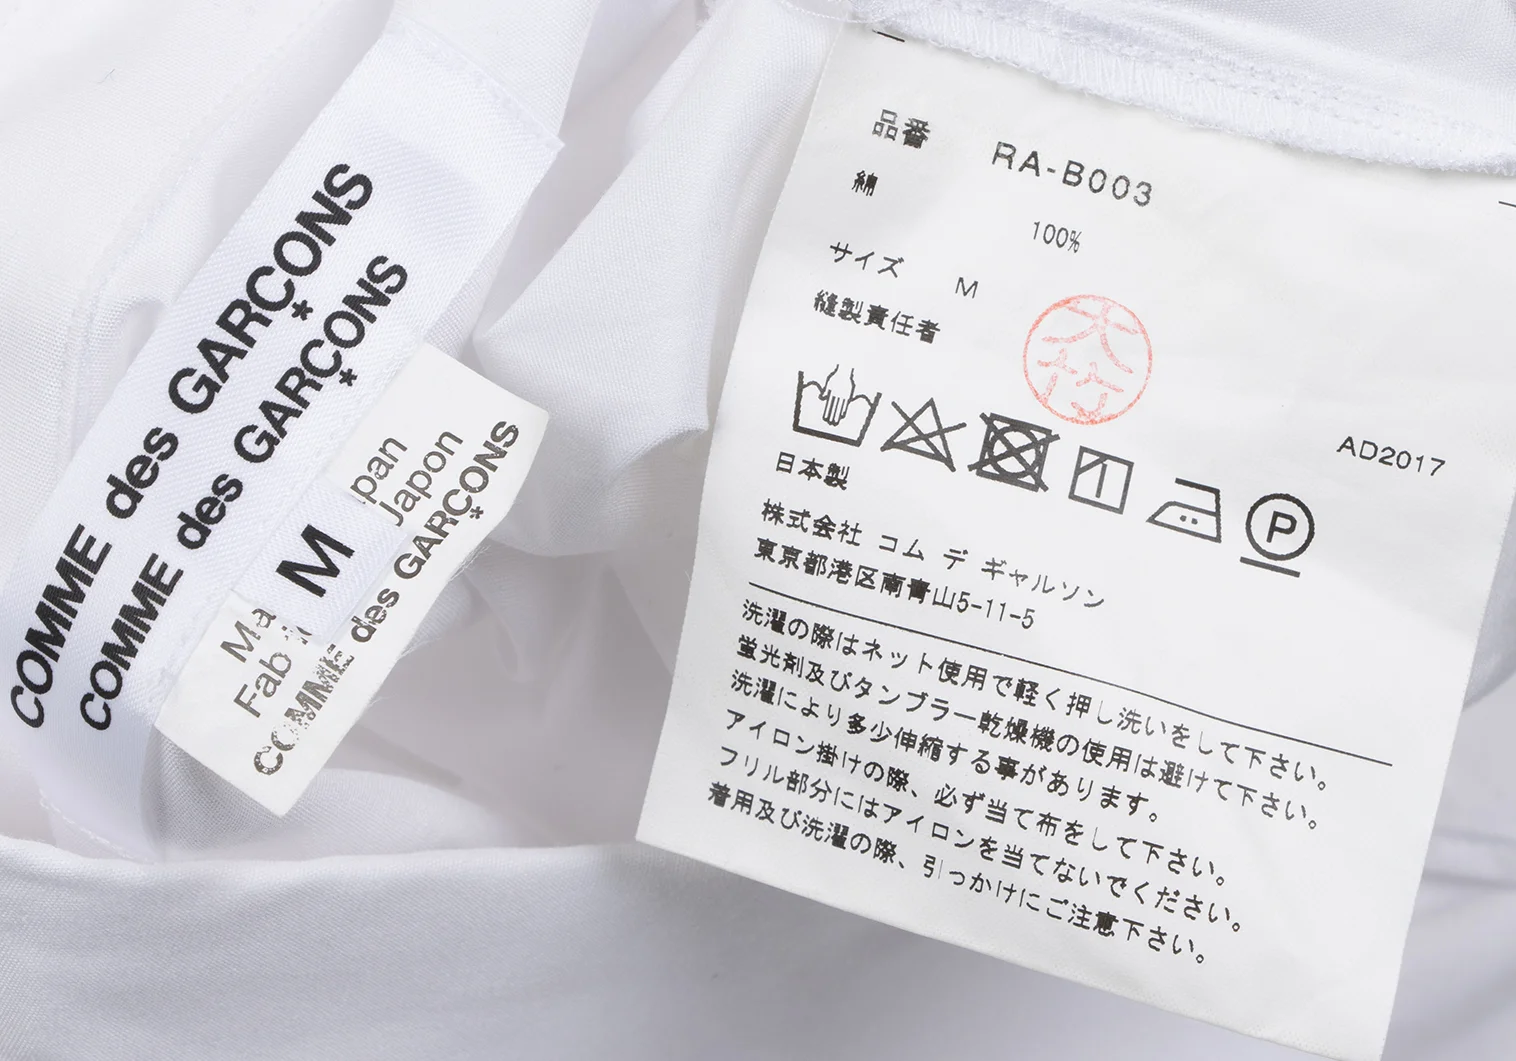 COMME des GARÇONS
COMME des GARÇONS
M
pan
Japon
Ma
Fab
COMME des GARÇONS
品番 RA-B003
綿 100%
サイズ M
縫製責任者
大竹
P
AD2017
日本製
株式会社 コム デ ギャルソン
東京都港区南青山5-11-5
洗濯の際はネット使用で軽く押し洗いをして下さい。
蛍光剤及びタンブラー乾燥機の使用は避けて下さい。
洗濯により多少伸縮する事があります。
アイロン掛けの際、必ず当て布をして下さい。
フリル部分にはアイロンを当てないでください。
着用及び洗濯の際、引っかけにご注意下さい。